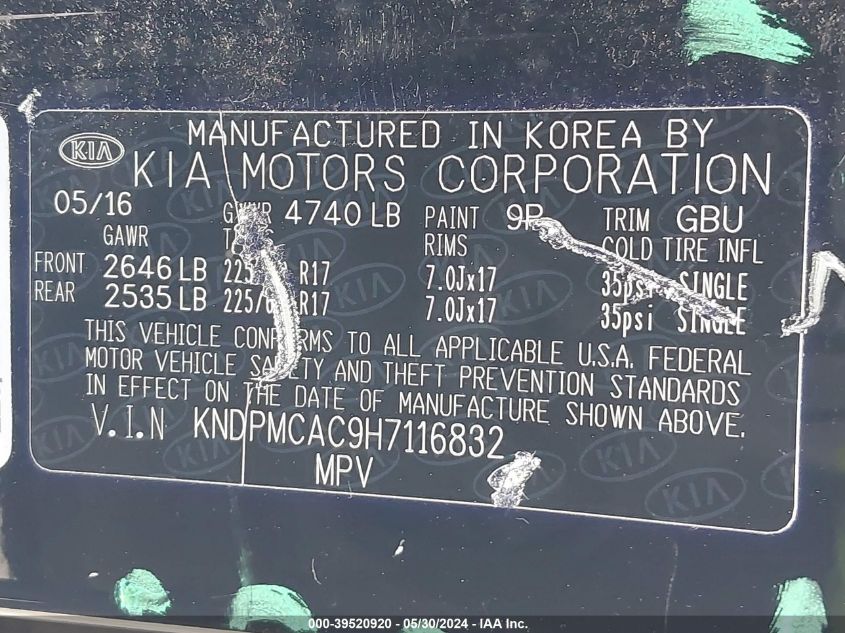 KIA
MANUFACTURED IN KOREA BY
KIA MOTORS CORPORATION
05/16 GVWR 4740 LB PAINT TRIM GBU
GAWR RIMS COLD TIRE INFL
FRONT 2646 LB R17 7.0Jx17 35psi SINGLE
REAR 2535 LB R17 7.0Jx17 35psi SINGLE
THIS VEHICLE CONFORMS TO ALL APPLICABLE U.S.A. FEDERAL
MOTOR VEHICLE SAFETY AND THEFT PREVENTION STANDARDS
IN EFFECT ON THE DATE OF MANUFACTURE SHOWN ABOVE.
V.I.N KNDPMCAC9H7116832
MPV
000-39520920 - 05/30/2024 - IAA Inc.